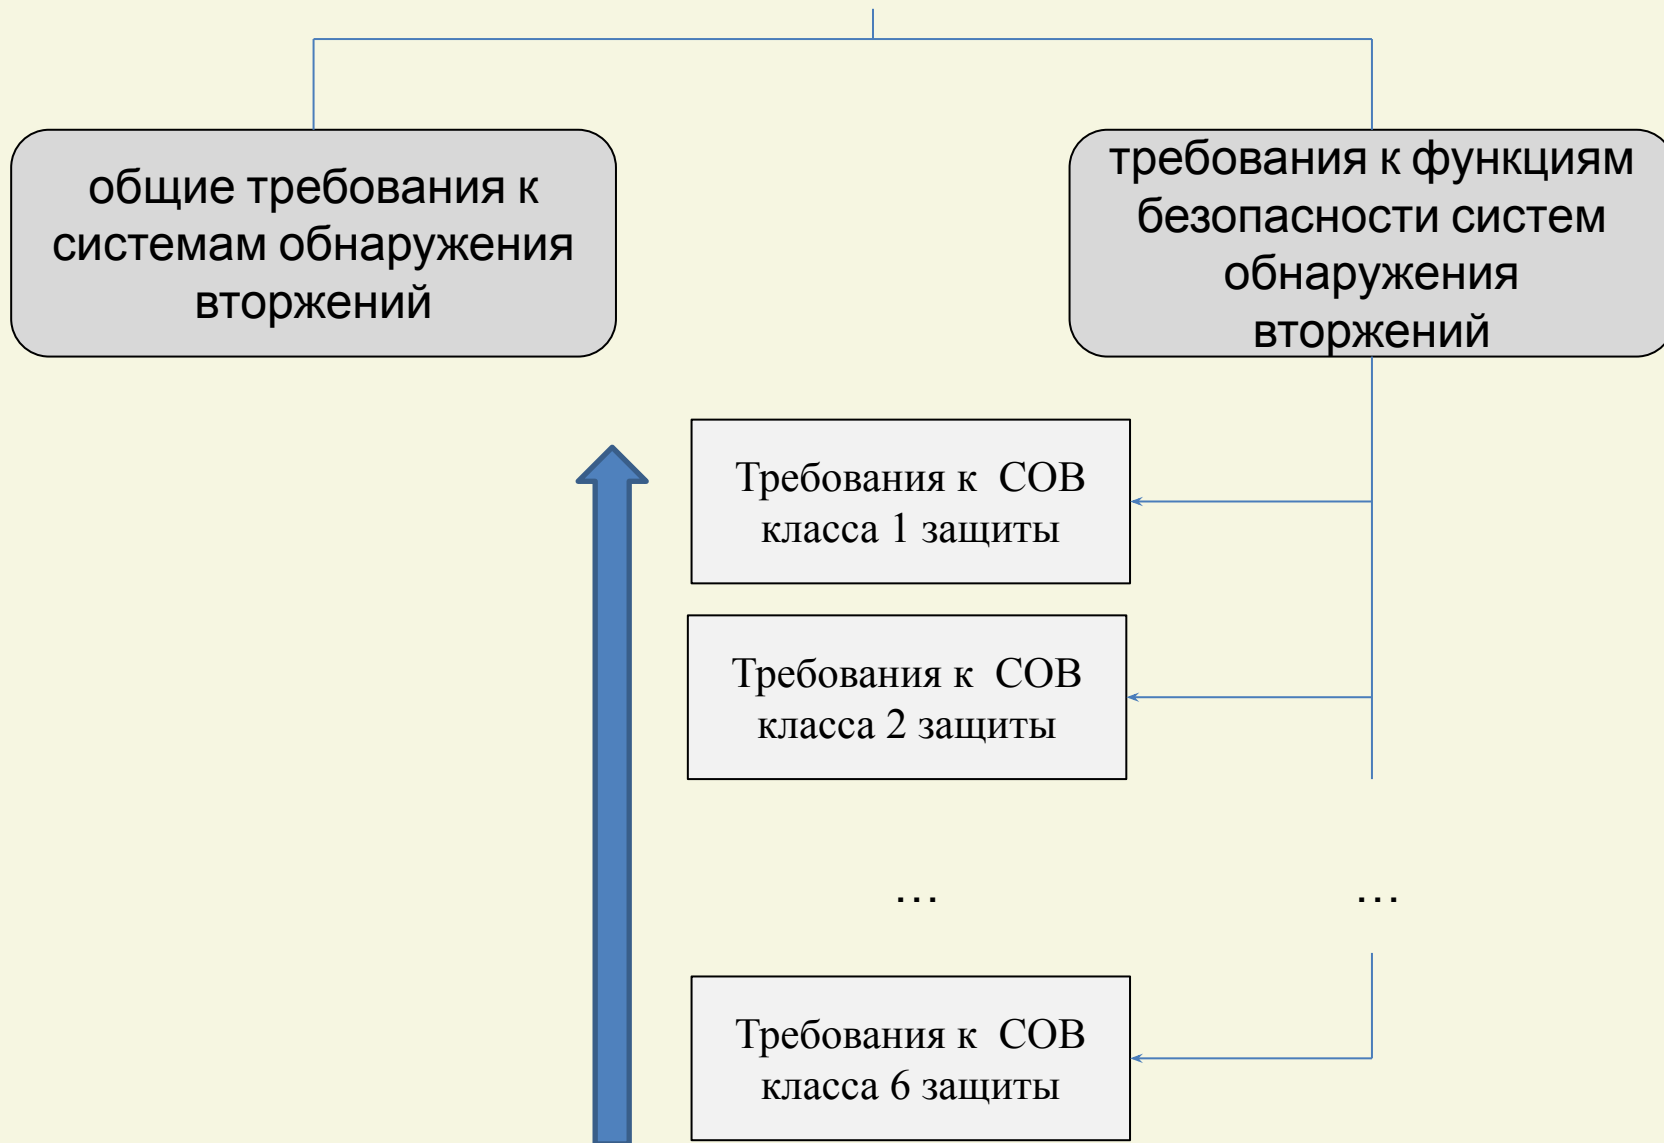 общие требования к
системам обнаружения
вторжений
требования к функциям
безопасности систем
обнаружения
вторжений
Требования к  СОВ
класса 1 защиты
Требования к  СОВ
класса 2 защиты
…
…
Требования к  СОВ
класса 6 защиты